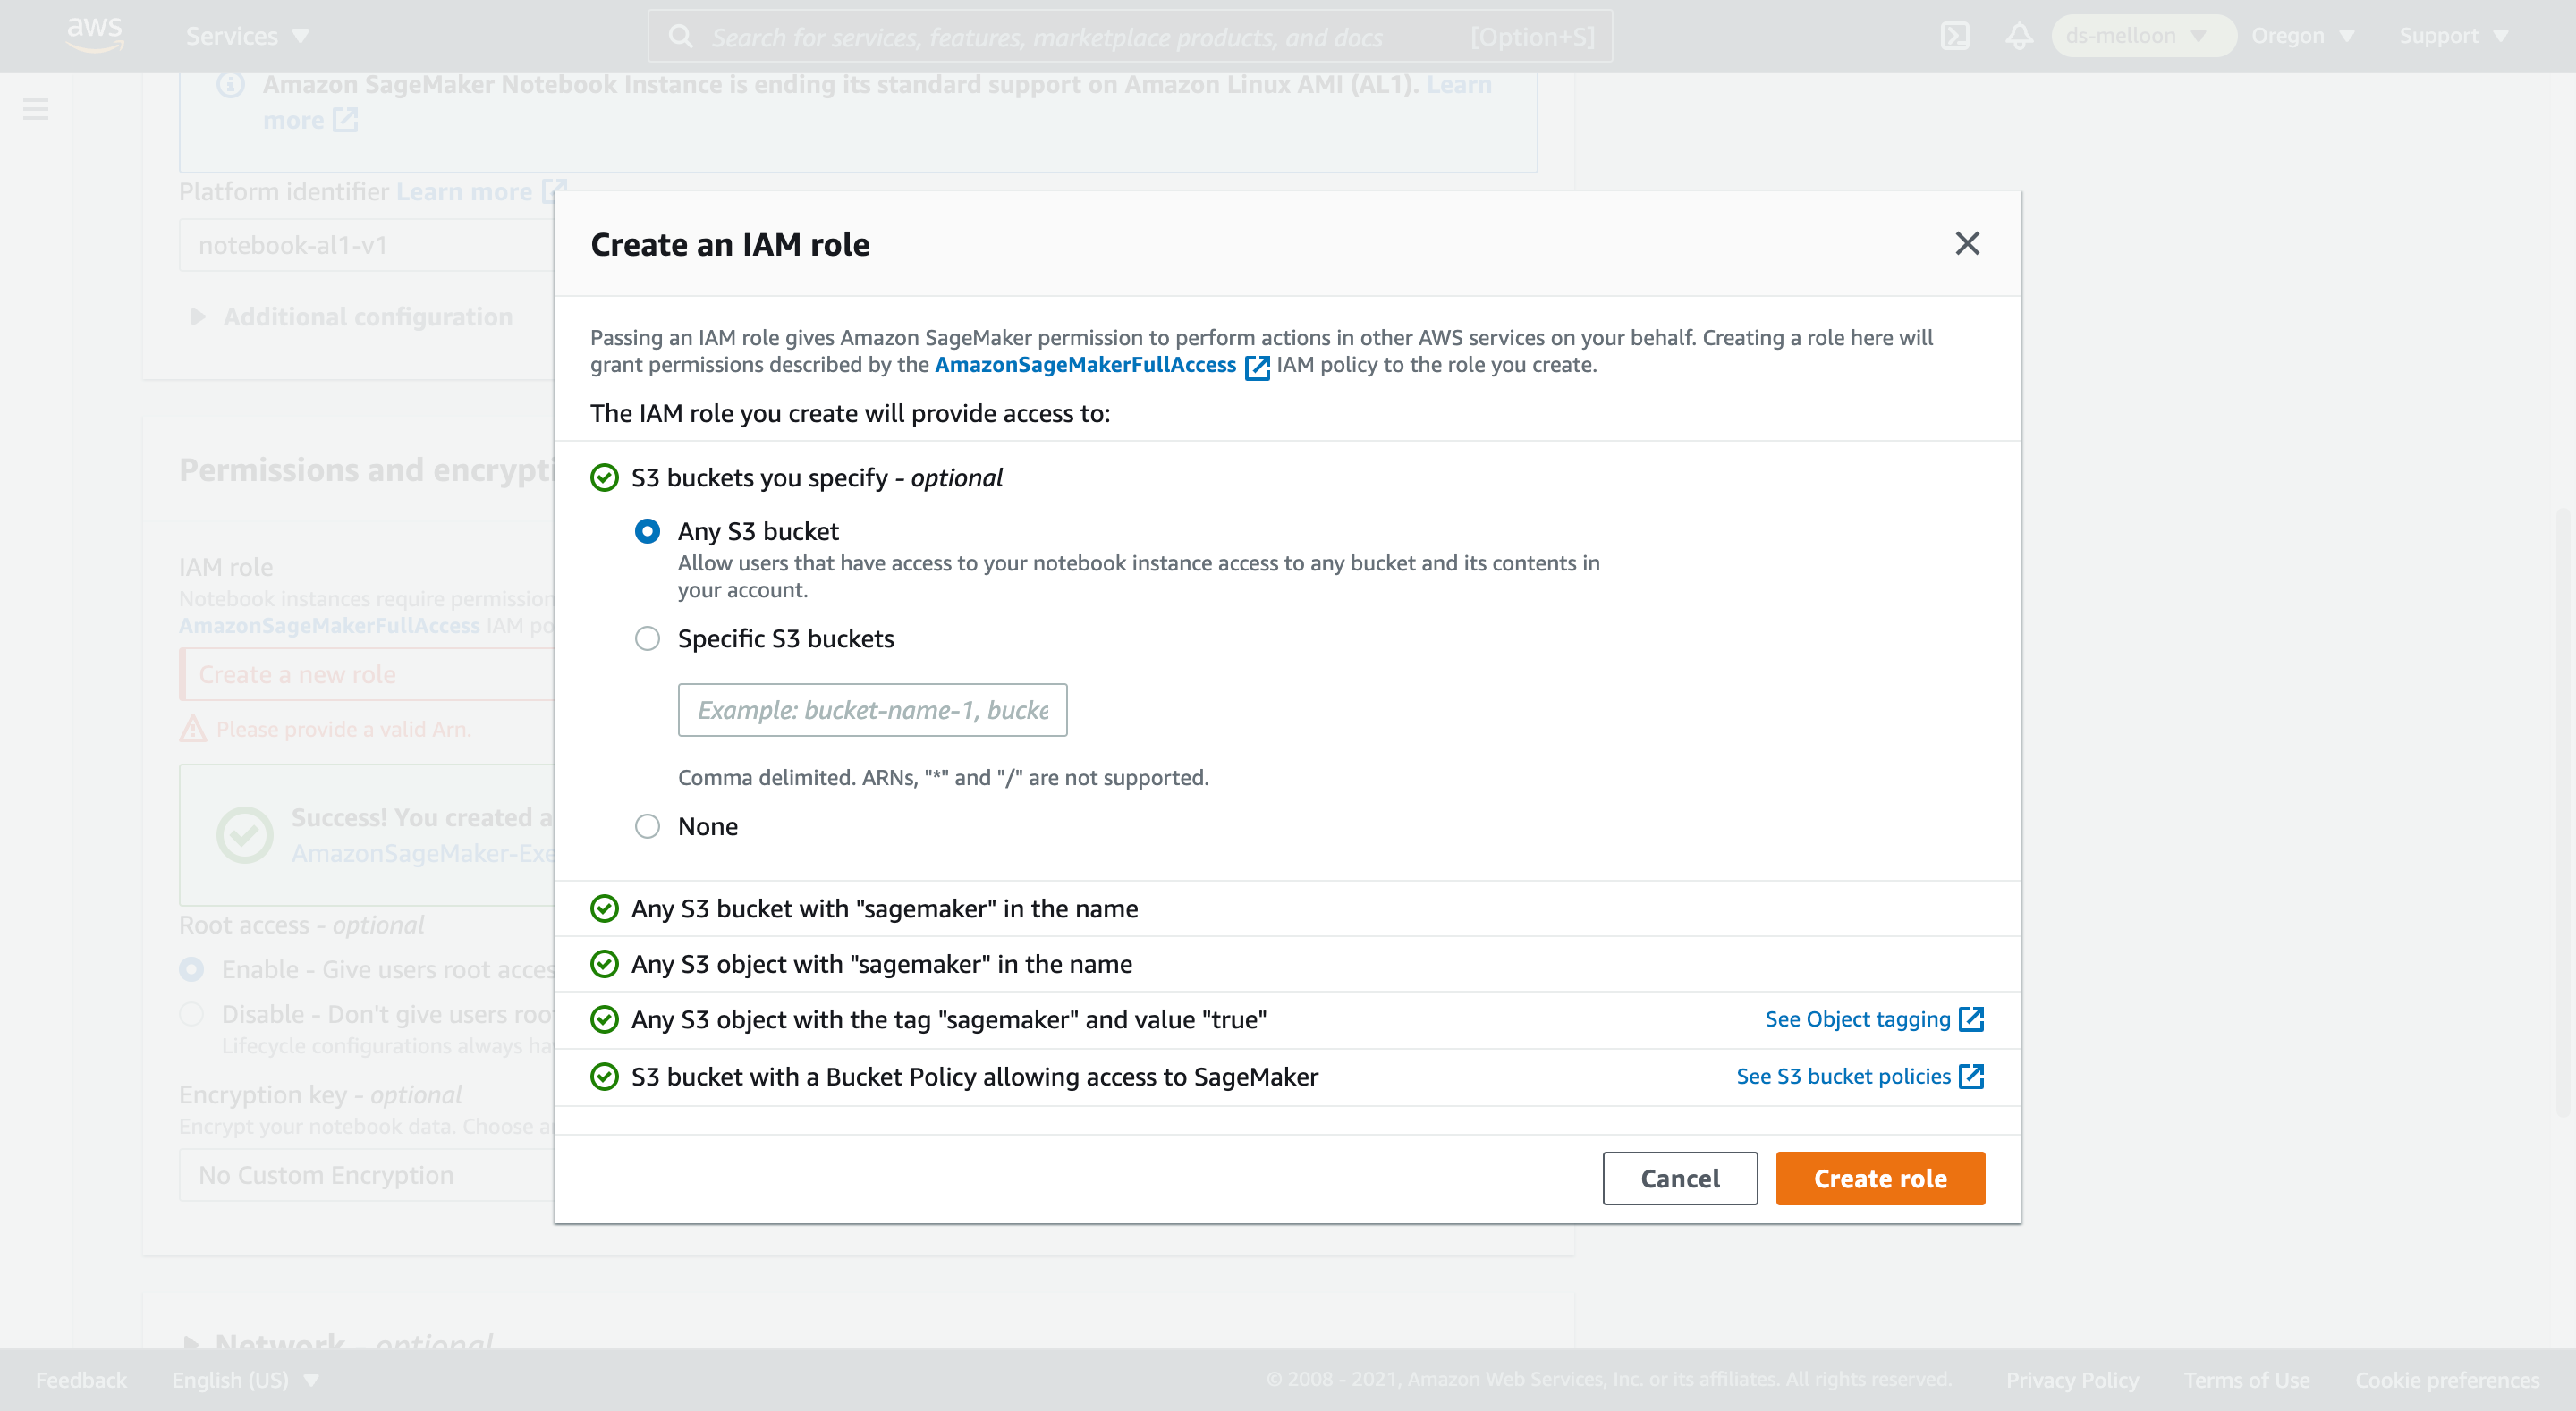 aws
Services
Search for services, features, marketplace products, and docs
[Option+S]
ds-melloon
Oregon
Support
Amazon SageMaker Notebook Instance is ending its standard support on Amazon Linux AMI (AL1). Learn
more
Platform identifier Learn more
notebook-al1-v1
Additional configuration
Permissions and encrypti
IAM role
Notebook instances require permission
AmazonSageMakerFullAccess IAM po
Create a new role
Please provide a valid Arn.
Success! You created a
AmazonSageMaker-Exe
Root access - optional
Enable - Give users root acces
Disable - Don't give users roo
Lifecycle configurations always ha
Encryption key - optional
Encrypt your notebook data. Choose a
No Custom Encryption
Network - optional
Create an IAM role
Passing an IAM role gives Amazon SageMaker permission to perform actions in other AWS services on your behalf. Creating a role here will
grant permissions described by the AmazonSageMakerFullAccess IAM policy to the role you create.
The IAM role you create will provide access to:
S3 buckets you specify - optional
Any S3 bucket
Allow users that have access to your notebook instance access to any bucket and its contents in
your account.
Specific S3 buckets
Example: bucket-name-1, bucke
Comma delimited. ARNs, "*" and "/" are not supported.
None
Any S3 bucket with "sagemaker" in the name
Any S3 object with "sagemaker" in the name
Any S3 object with the tag "sagemaker" and value "true"
See Object tagging
S3 bucket with a Bucket Policy allowing access to SageMaker
See S3 bucket policies
Cancel
Create role
Feedback
English (US)
© 2008 - 2021, Amazon Web Services, Inc. or its affiliates. All rights reserved.
Privacy Policy
Terms of Use
Cookie preferences